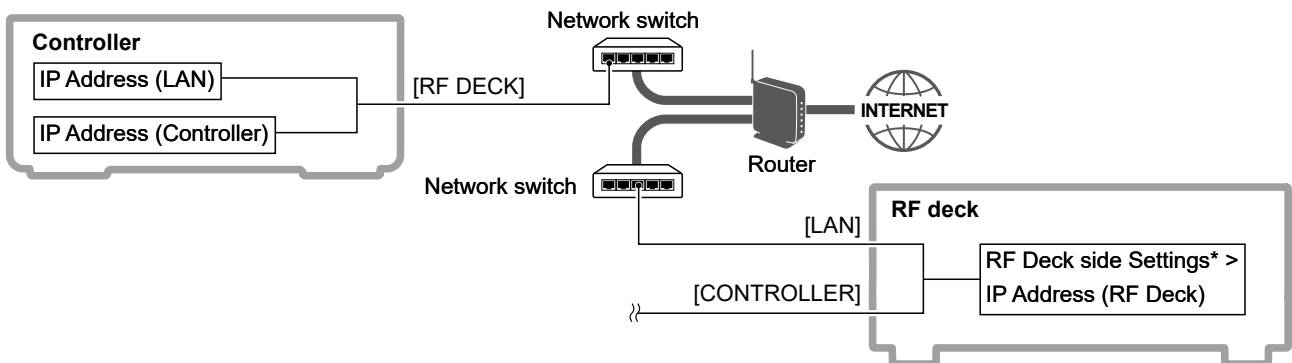 Network switch
Controller
IP Address (LAN)
[RF DECK]
IP Address (Controller)
INTERNET
Router
Network switch
RF deck
[LAN]
RF Deck side Settings* >
IP Address (RF Deck)
[CONTROLLER]